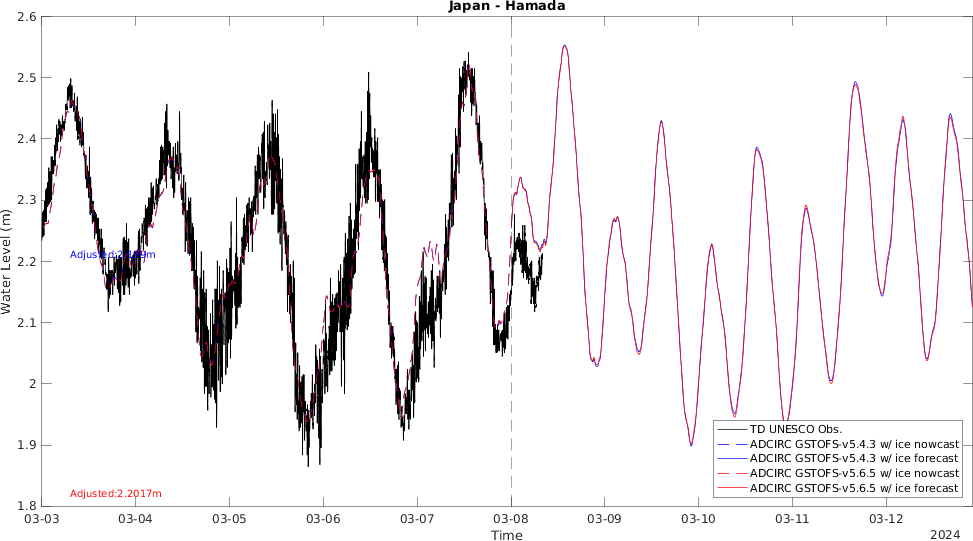 Japan - Hamada
Water Level (m)
2.6
2.5
2.4
2.3
2.2
2.1
2
1.9
1.8
Adjusted:2.2017m
03-03
03-04
03-05
03-06
03-07
03-08
03-09
03-10
03-11
03-12
Time
2024
TD UNESCO Obs.
ADCIRC GSTOFS-v5.4.3 w/ ice nowcast
ADCIRC GSTOFS-v5.4.3 w/ ice forecast
ADCIRC GSTOFS-v5.6.5 w/ ice nowcast
ADCIRC GSTOFS-v5.6.5 w/ ice forecast